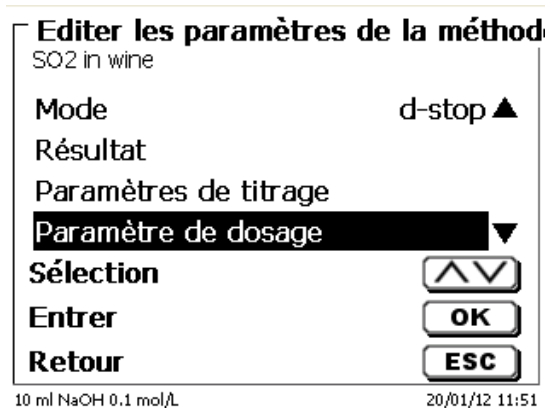 Editer les paramètres de la méthod
SO2 in wine
Mode d-stop
Résultat
Paramètres de titrage
Paramètre de dosage
Sélection
Entrer OK
Retour ESC
10 ml NaOH 0.1 mol/L 20/01/12 11:51